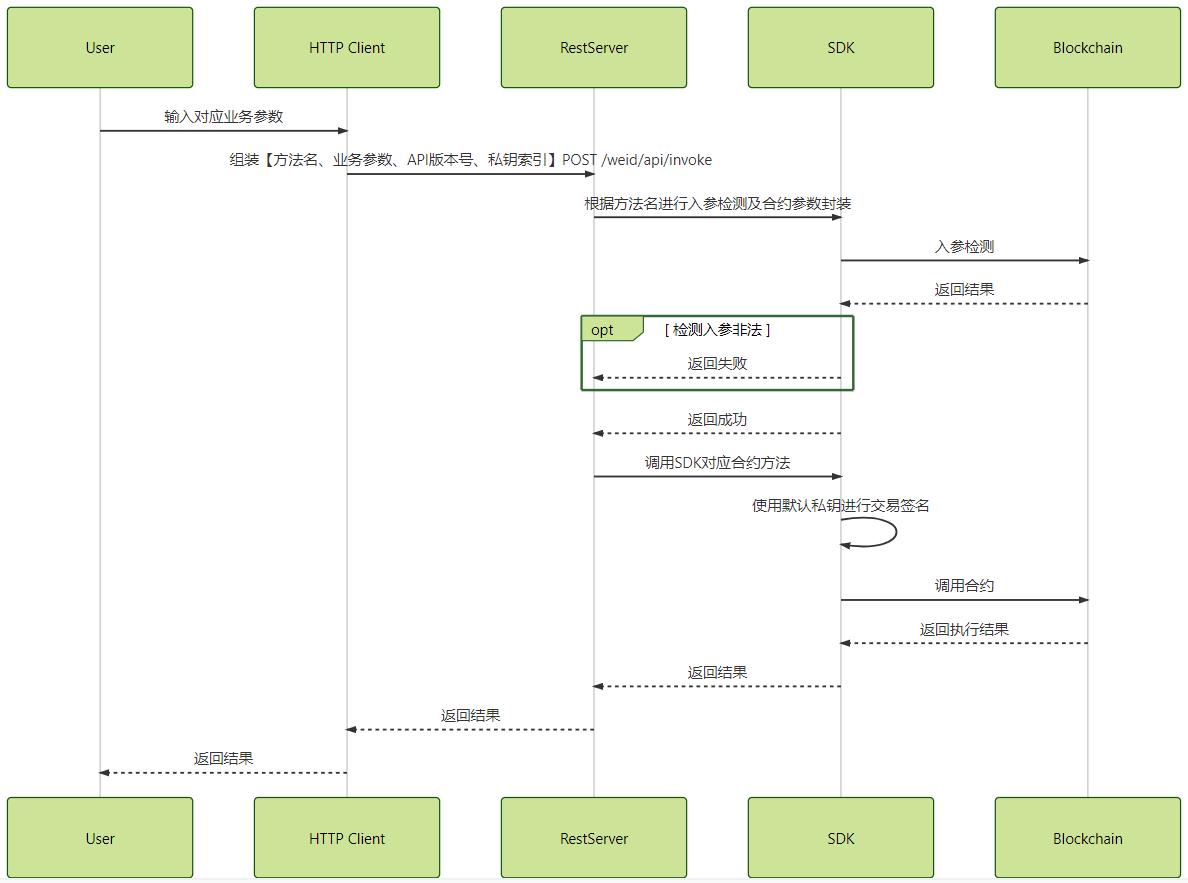 User
HTTP Client
RestServer
SDK
Blockchain
输入对应业务参数
组装【方法名、业务参数、API版本号、私钥索引】POST /weid/api/invoke
根据方法名进行入参检测及合约参数封装
入参检测
返回结果
opt
[ 检测入参非法 ]
返回失败
返回成功
调用SDK对应合约方法
使用默认私钥进行交易签名
调用合约
返回执行结果
返回结果
返回结果
返回结果
User
HTTP Client
RestServer
SDK
Blockchain